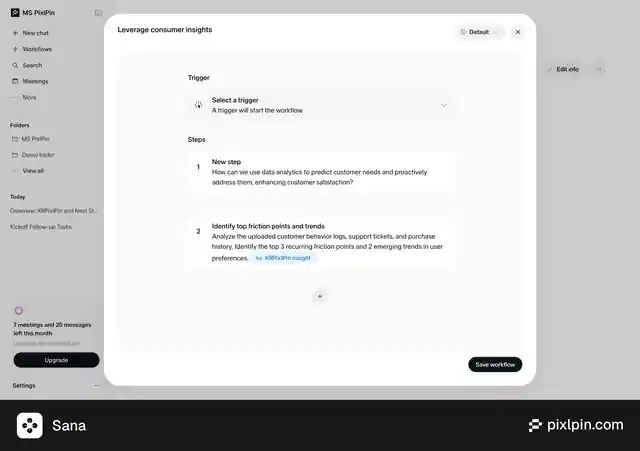 MS PixlPin
New chat
Workflows
Search
Meetings
More
Folders
MS PixlPin
Demo folder
View all
Today
Overview: KRPixlPin and Next St...
Kickoff Follow-up Tasks
7 meetings and 20 messages
left this month
Upgrade
Settings
Leverage consumer insights
Default
Edit info
Trigger
Select a trigger
A trigger will start the workflow
Steps
1
New step
How can we use data analytics to predict customer needs and proactively
address them, enhancing customer satisfaction?
2
Identify top friction points and trends
Analyze the uploaded customer behavior logs, support tickets, and purchase
history. Identify the top 3 recurring friction points and 2 emerging trends in user
preferences. KRPixlPin insight
Save workflow
Sana
pixlpin.com